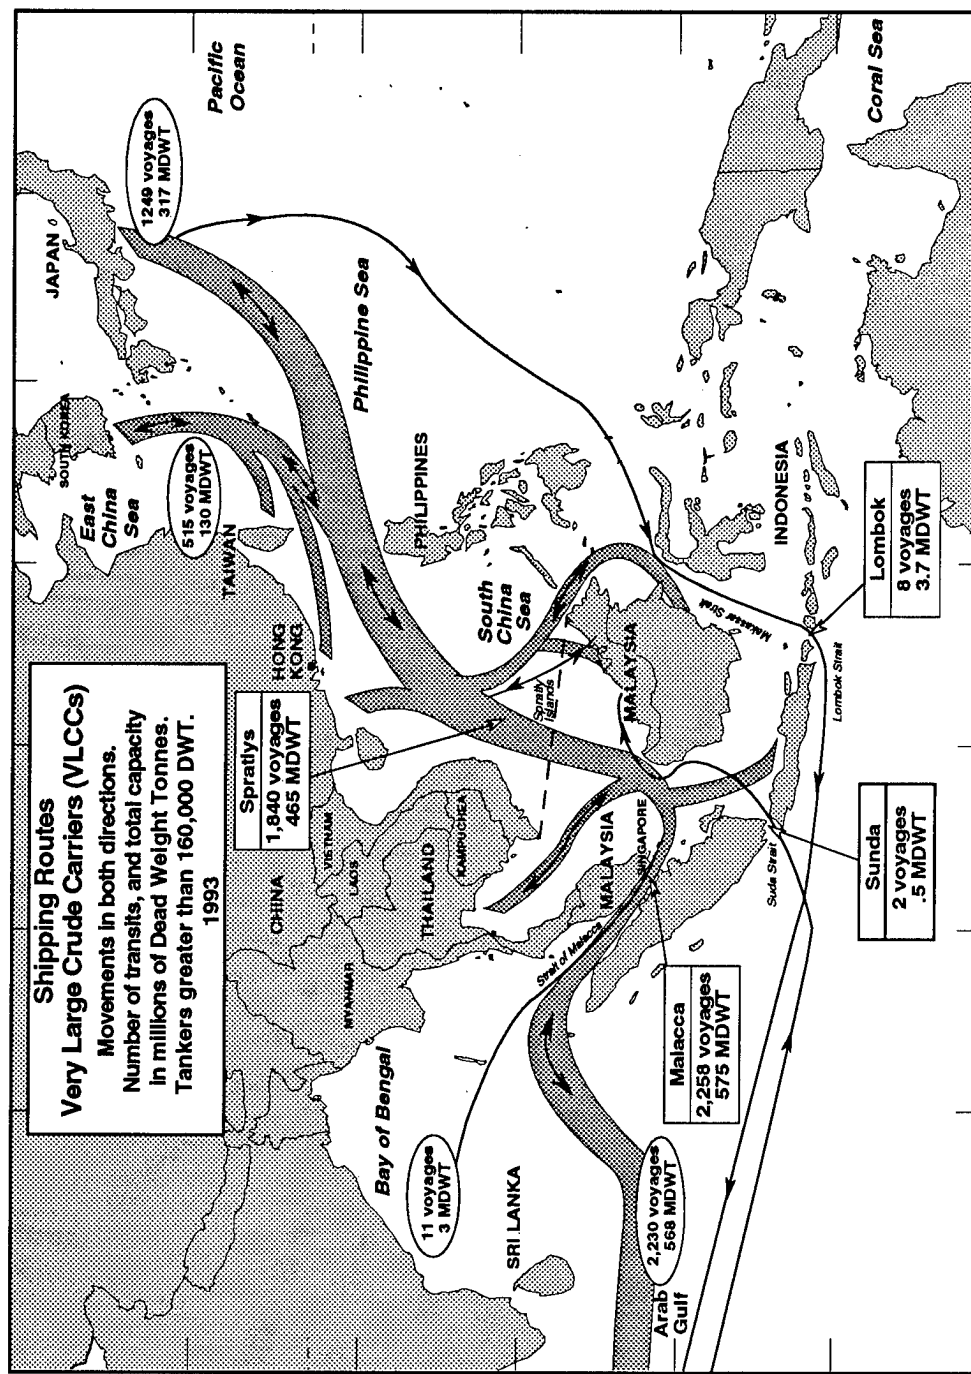 Shipping Routes
Very Large Crude Carriers (VLCCs)
Movements in both directions.
Number of transits, and total capacity
in millions of Dead Weight Tonnes.
Tankers greater than 160,000 DWT.
1993
JAPAN
SOUTH KOREA
East
China
Sea
Pacific
Ocean
1249 voyages
317 MDWT
515 voyages
130 MDWT
TAIWAN
Philippine Sea
HONG
KONG
CHINA
Spratlys
1,840 voyages
465 MDWT
VIETNAM
LAOS
MYANMAR
THAILAND
KAMPUCHEA
PHILIPPINES
South
China
Sea
Spratly
Islands
Bay of Bengal
11 voyages
3 MDWT
SRI LANKA
Strait of Malacca
MALAYSIA
SINGAPORE
MALAYSIA
Makassar Strait
INDONESIA
Coral Sea
2,230 voyages
568 MDWT
Arab
Gulf
Malacca
2,258 voyages
575 MDWT
Suda Strait
Lombok Strait
Sunda
2 voyages
.5 MDWT
Lombok
8 voyages
3.7 MDWT